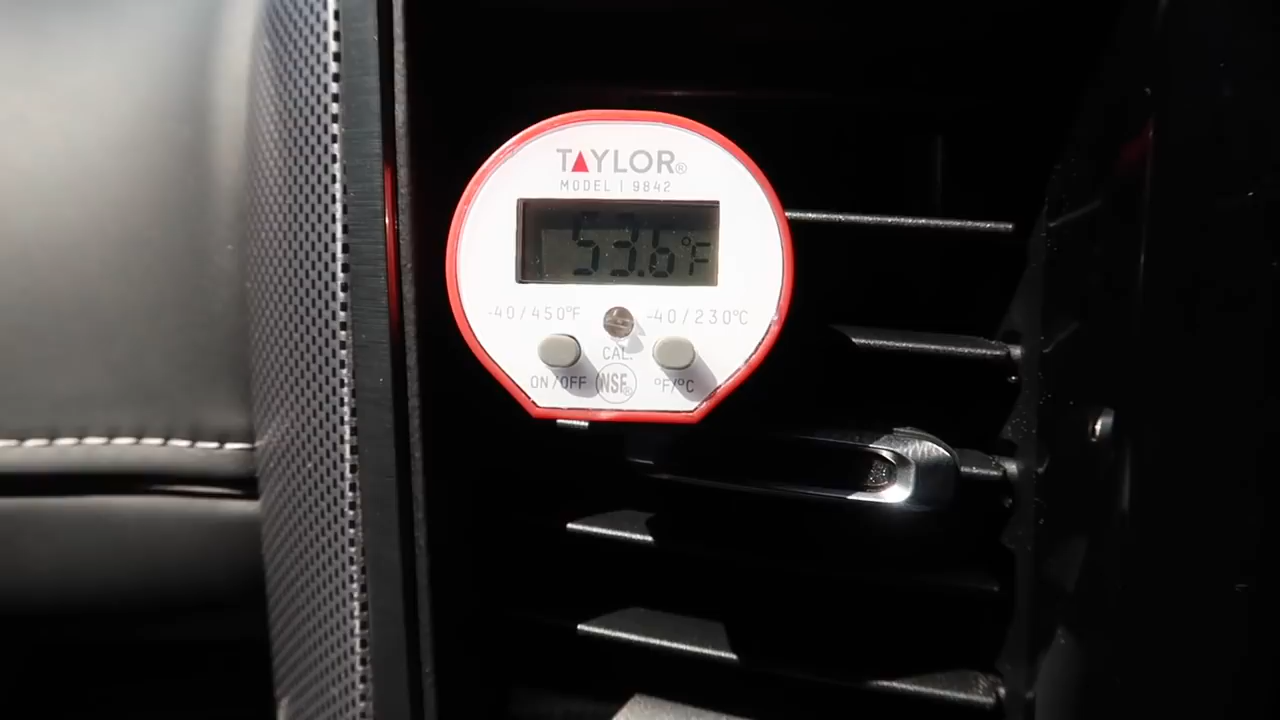 TAYLOR®
MODEL | 9842
53.6°F
-40/450°F -40/230°C
CAL.
ON/OFF NSF® °F/°C